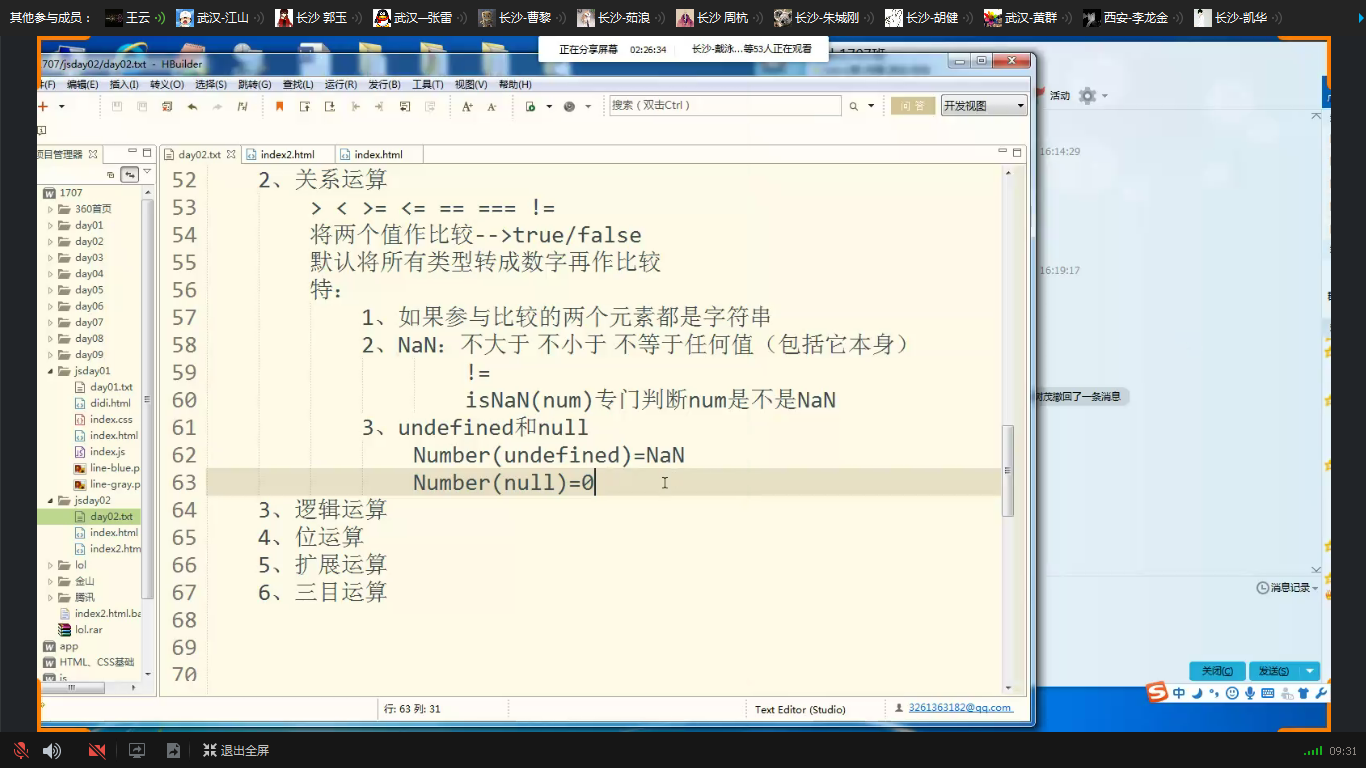 其他参与成员： 王云 武汉-江山 长沙 郭玉 武汉—张雷 长沙-曹黎 长沙-茹浪 长沙 周杭 长沙-朱城刚 长沙-胡健 武汉-黄群 西安-李龙金 长沙-凯华
正在分享屏幕 02:26:34 长沙-戴泳...等53人正在观看
707/jsday02/day02.txt - HBuilder
编辑(E) 插入(I) 转义(O) 选择(S) 跳转(G) 查找(L) 运行(R) 发行(B) 工具(T) 视图(V) 帮助(H)
搜索（双击Ctrl） 问 答 开发视图
活动
项目管理器
day02.txt index2.html index.html
16:14:29
1707
360首页
day01
day02
day03
day04
day05
day06
day07
day08
day09
jsday01
day01.txt
didi.html
index.css
index.html
index.js
line-blue.p
line-gray.p
jsday02
day02.txt
index.html
index2.htm
lol
金山
腾讯
index2.html.ba
lol.rar
app
HTML、CSS基础
js
52 2、关系运算
53 > < >= <= == === !=
54 将两个值作比较-->true/false
55 默认将所有类型转成数字再作比较
56 特：
57 1、如果参与比较的两个元素都是字符串
58 2、NaN：不大于 不小于 不等于任何值（包括它本身）
59 !=
60 isNaN(num)专门判断num是不是NaN
61 3、undefined和null
62 Number(undefined)=NaN
63 Number(null)=0
64 3、逻辑运算
65 4、位运算
66 5、扩展运算
67 6、三目运算
68
69
70
16:19:17
树茂撤回了一条消息
消息记录
关闭(C) 发送(S)
中
行: 63 列: 31 Text Editor (Studio) 3261363182@qq.com
退出全屏 09:31